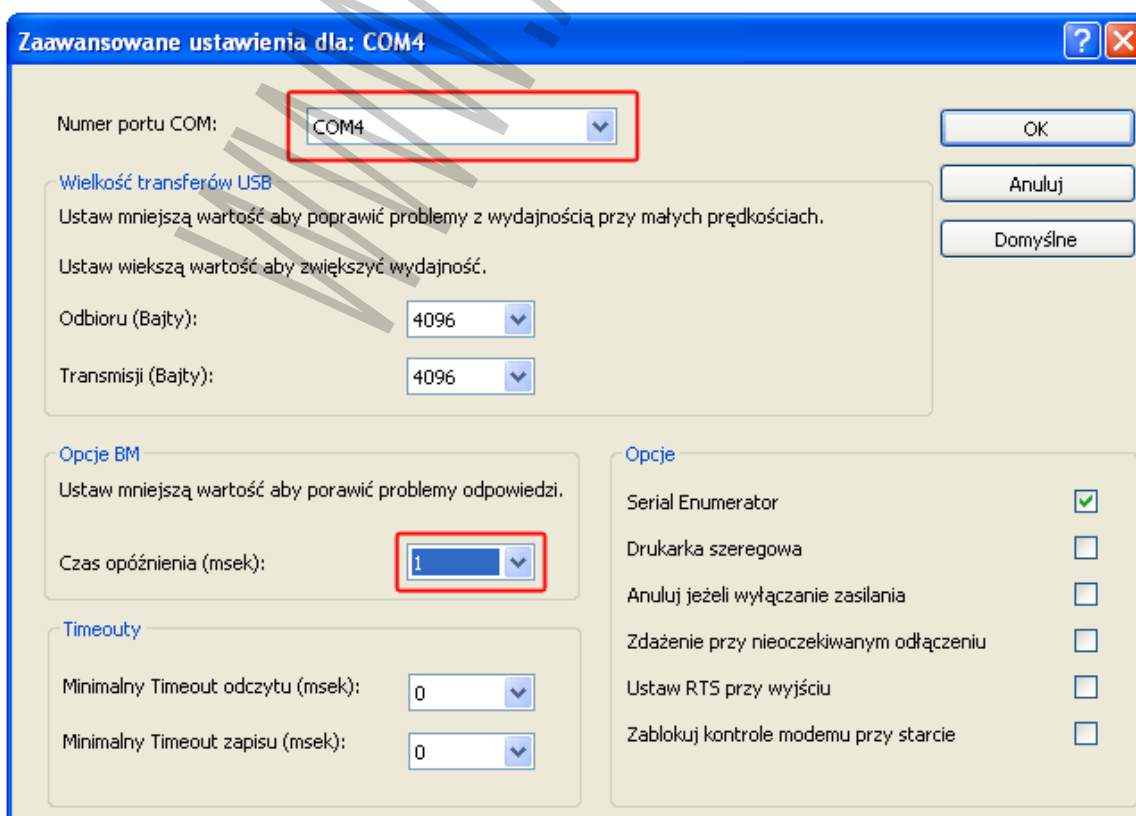 Zaawansowane ustawienia dla: COM4
Numer portu COM:
COM4
OK
Anuluj
Domyślne
Wielkość transferów USB
Ustaw mniejszą wartość aby poprawić problemy z wydajnością przy małych prędkościach.
Ustaw wiekszą wartość aby zwiększyć wydajność.
Odbioru (Bajty):
4096
Transmisji (Bajty):
4096
Opcje BM
Ustaw mniejszą wartość aby porawić problemy odpowiedzi.
Czas opóźnienia (msek):
1
Timeouty
Minimalny Timeout odczytu (msek):
0
Minimalny Timeout zapisu (msek):
0
Opcje
Serial Enumerator
Drukarka szeregowa
Anuluj jeżeli wyłączanie zasilania
Zdażenie przy nieoczekiwanym odłączeniu
Ustaw RTS przy wyjściu
Zablokuj kontrole modemu przy starcie
www.